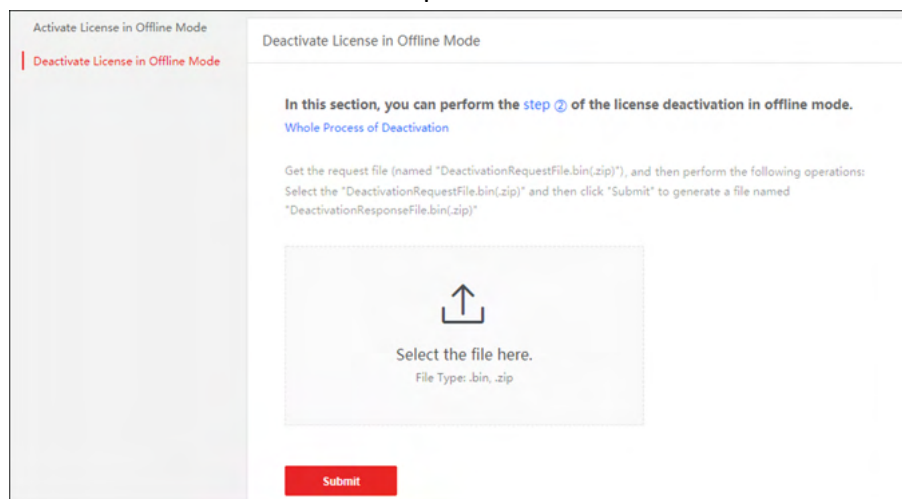 Activate License in Offline Mode
Deactivate License in Offline Mode
Deactivate License in Offline Mode
In this section, you can perform the step ② of the license deactivation in offline mode.
Whole Process of Deactivation
Get the request file (named "DeactivationRequestFile.bin(.zip)"), and then perform the following operations:
Select the "DeactivationRequestFile.bin(.zip)" and then click "Submit" to generate a file named
"DeactivationResponseFile.bin(.zip)"
Select the file here.
File Type: .bin, .zip
Submit